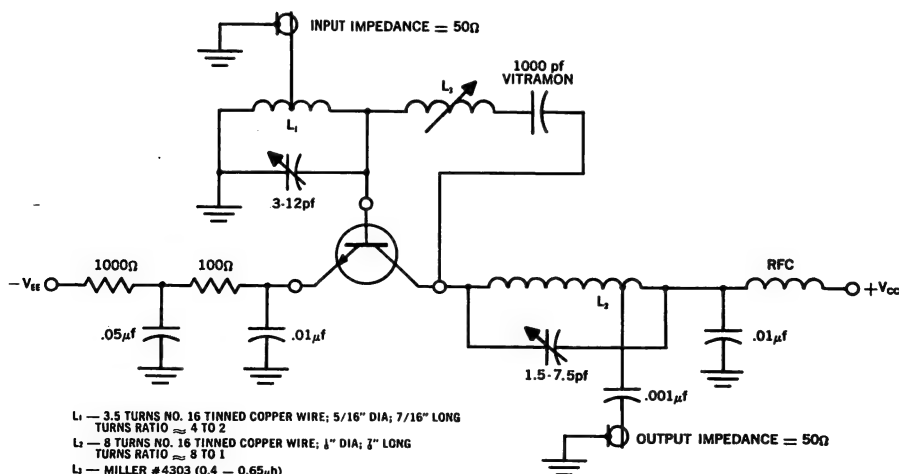 INPUT IMPEDANCE = 50Ω
1000 pf
VITRAMON
L₃
L₁
.3-12pf
1000Ω
100Ω
RFC
-VEE
+VCC
L₂
.05μf
.01μf
.01μf
1.5-7.5pf
.001μf
OUTPUT IMPEDANCE = 50Ω
L₁ — 3.5 TURNS NO. 16 TINNED COPPER WIRE; 5/16" DIA; 7/16" LONG
TURNS RATIO ≈ 4 TO 2
L₂ — 8 TURNS NO. 16 TINNED COPPER WIRE; DIA; LONG
TURNS RATIO ≈ 8 TO 1
L₃ — MILLER #4303 (0.4 — 0.65μh)